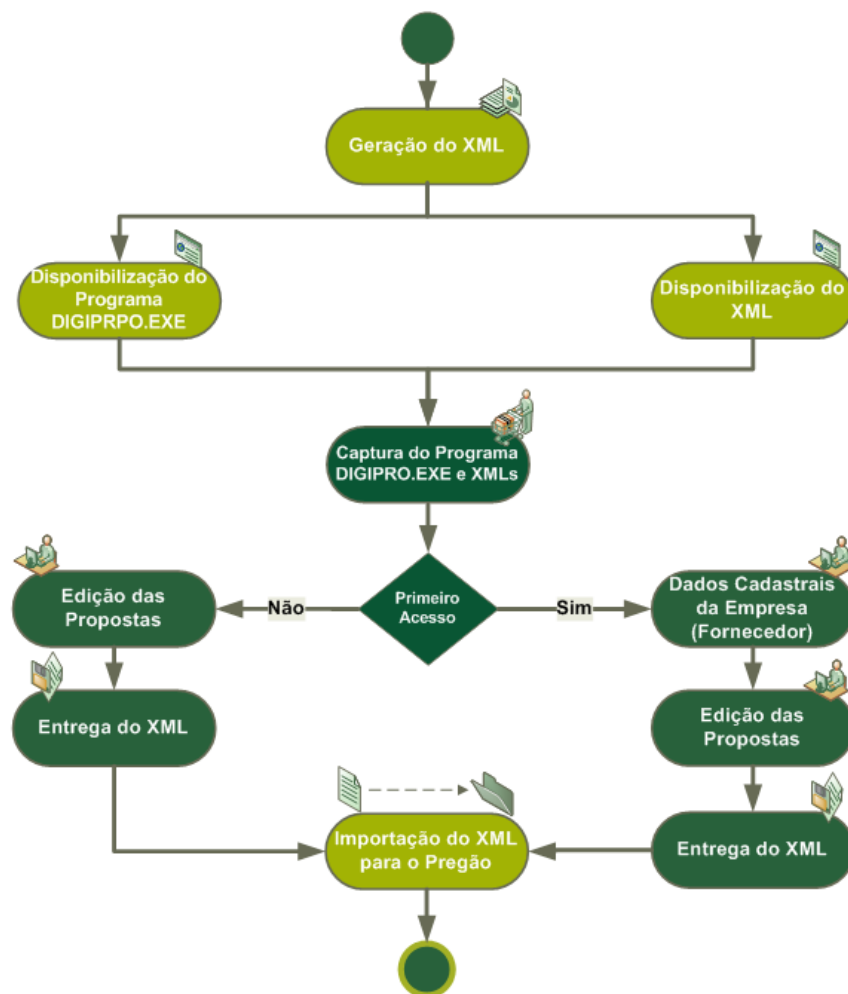 Geração do XML
Disponibilização do
Programa
DIGIPRPO.EXE
Disponibilização do
XML
Captura do Programa
DIGIPRO.EXE e XMLs
Primeiro
Acesso
Não
Sim
Edição das
Propostas
Dados Cadastrais
da Empresa
(Fornecedor)
Entrega do XML
Edição das
Propostas
Importação do XML
para o Pregão
Entrega do XML